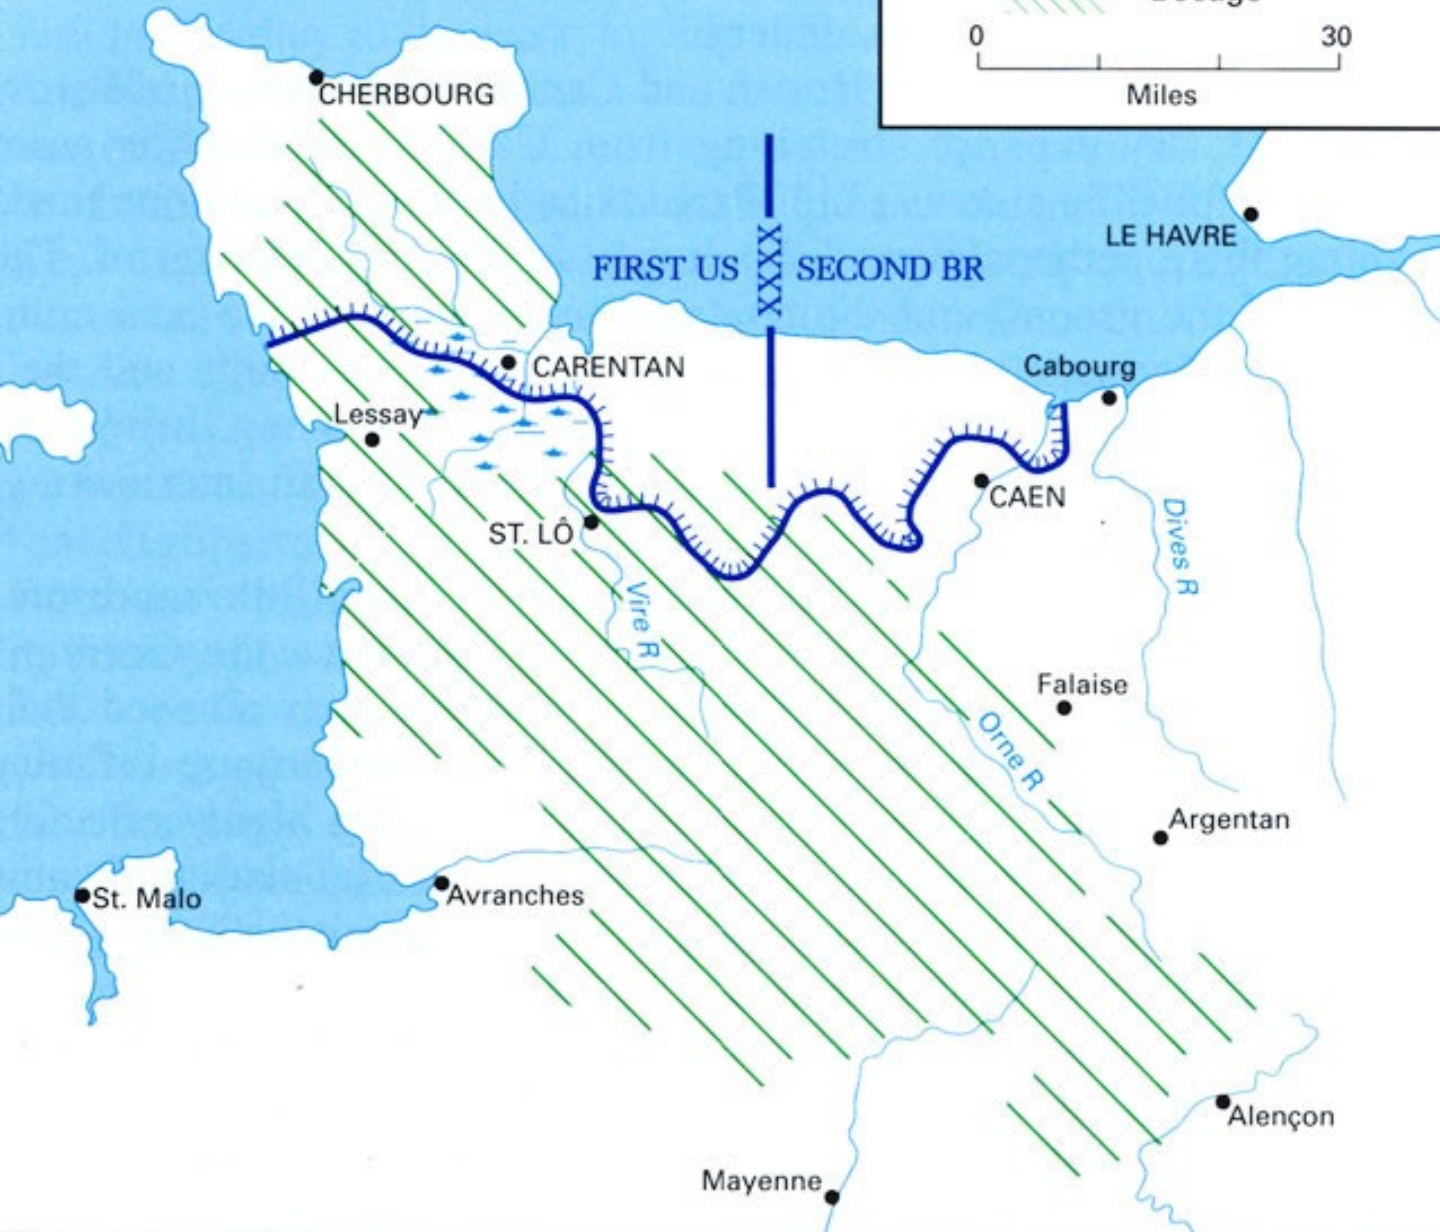 Bocage
0 30
Miles
CHERBOURG
LE HAVRE
FIRST US XXXX SECOND BR
CARENTAN
Cabourg
Lessay
CAEN
ST. LÔ
Dives R
Vire R
Falaise
Orne R
Argentan
St. Malo
Avranches
Alençon
Mayenne